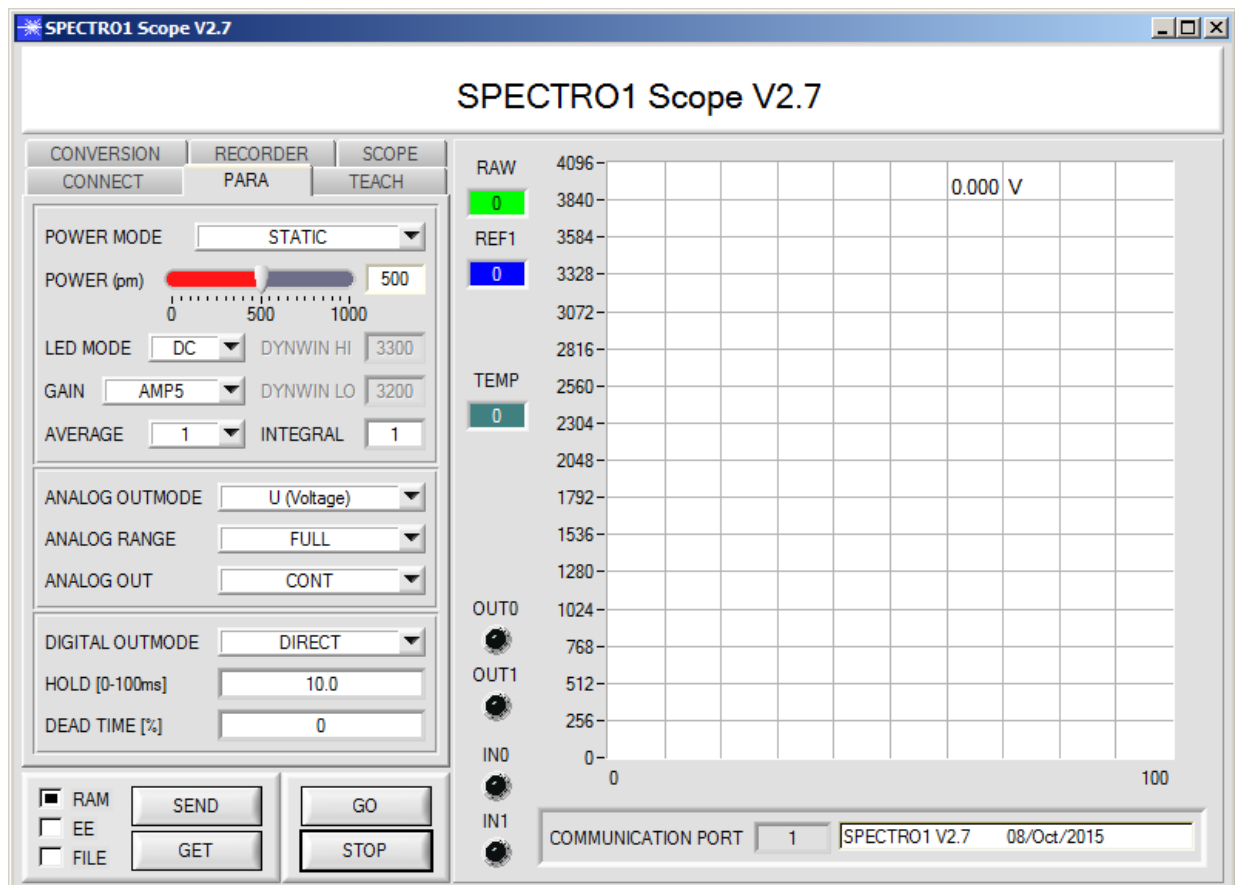 SPECTRO1 Scope V2.7
SPECTRO1 Scope V2.7
CONVERSION RECORDER SCOPE
CONNECT PARA TEACH
POWER MODE STATIC
POWER (pm) 500
0 500 1000
LED MODE DC DYNWIN HI 3300
GAIN AMP5 DYNWIN LO 3200
AVERAGE 1 INTEGRAL 1
ANALOG OUTMODE U (Voltage)
ANALOG RANGE FULL
ANALOG OUT CONT
DIGITAL OUTMODE DIRECT
HOLD [0-100ms] 10.0
DEAD TIME [%] 0
RAM SEND GO
EE
FILE GET STOP
RAW
0
REF1
0
TEMP
0
OUT0
OUT1
IN0
IN1
4096
3840
3584
3328
3072
2816
2560
2304
2048
1792
1536
1280
1024
768
512
256
0
0.000 V
0 100
COMMUNICATION PORT 1 SPECTRO1 V2.7 08/Oct/2015